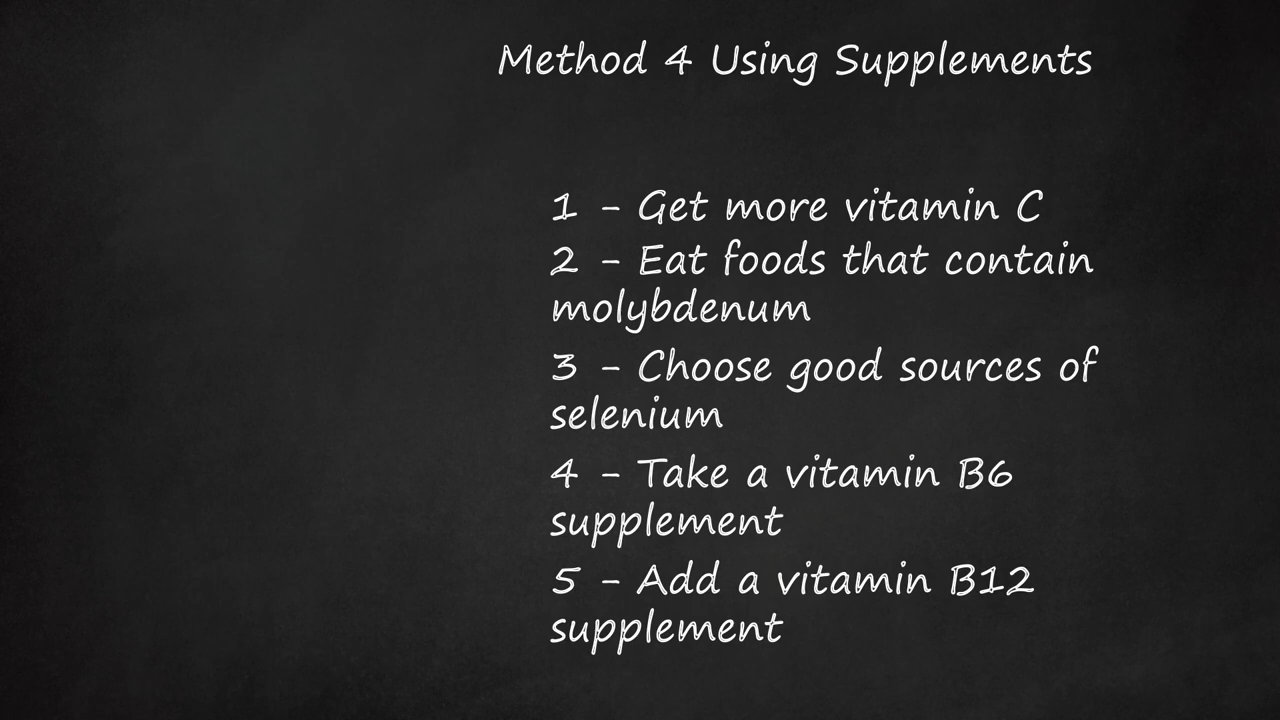 Method 4 Using Supplements
1 - Get more vitamin C
2 - Eat foods that contain
molybdenum
3 - Choose good sources of
selenium
4 - Take a vitamin B6
supplement
5 - Add a vitamin B12
supplement